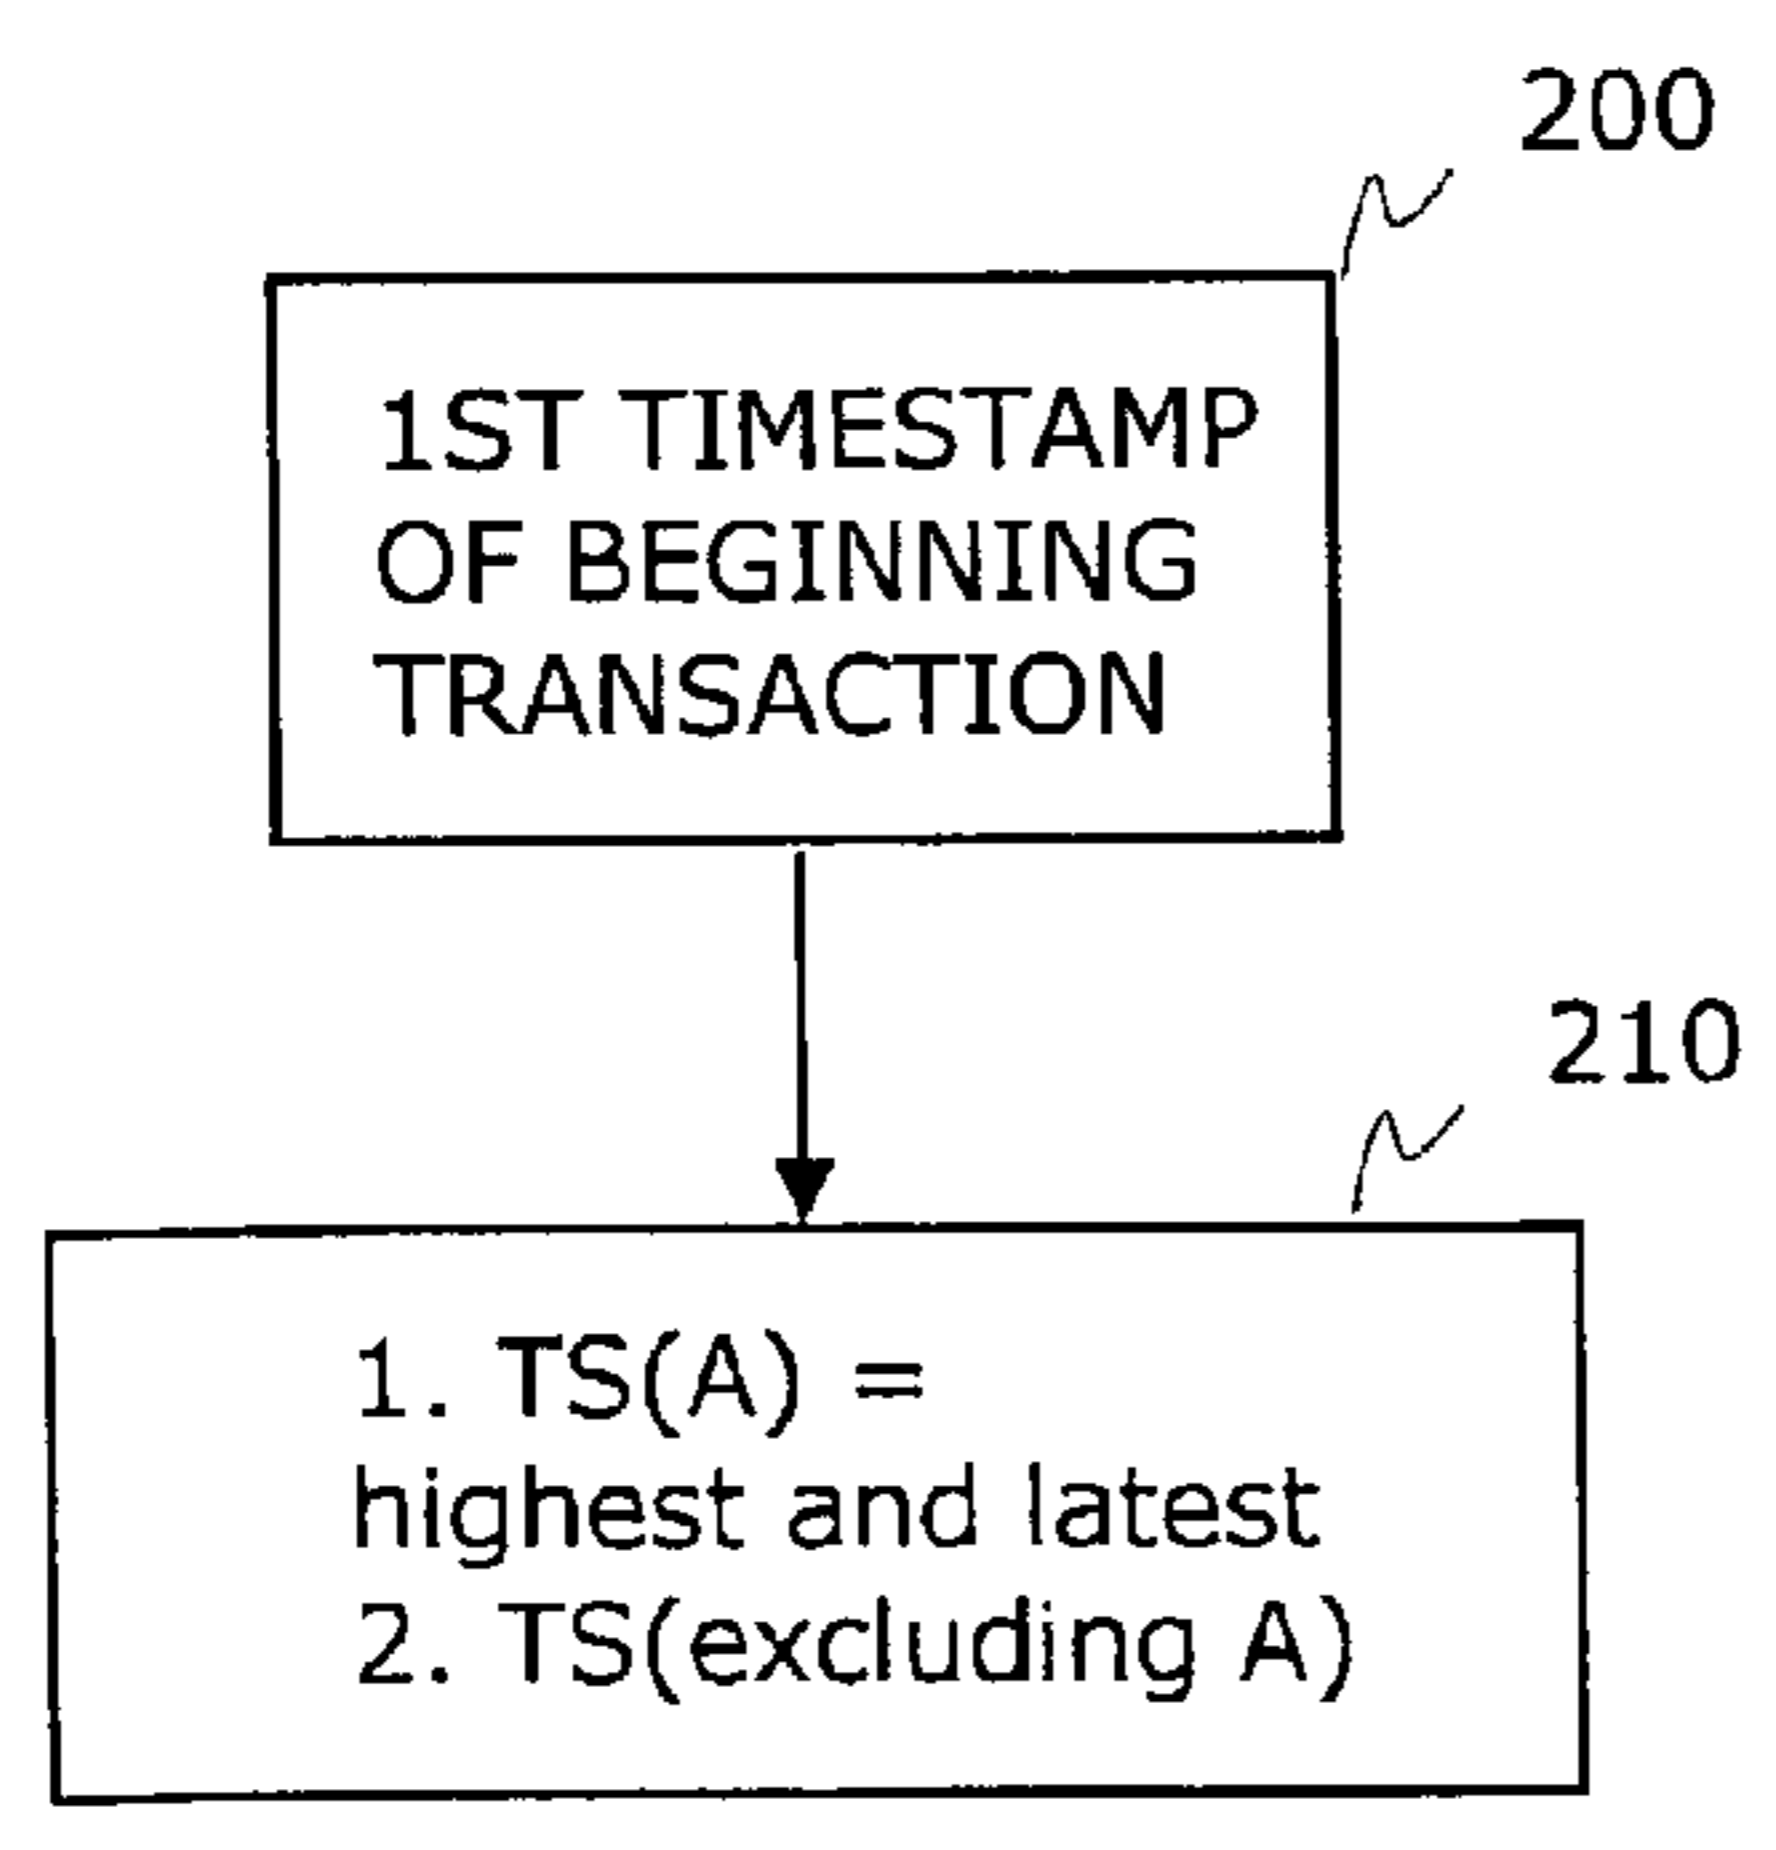 200
1ST TIMESTAMP
OF BEGINNING
TRANSACTION
210
1. TS(A) =
highest and latest
2. TS(excluding A)